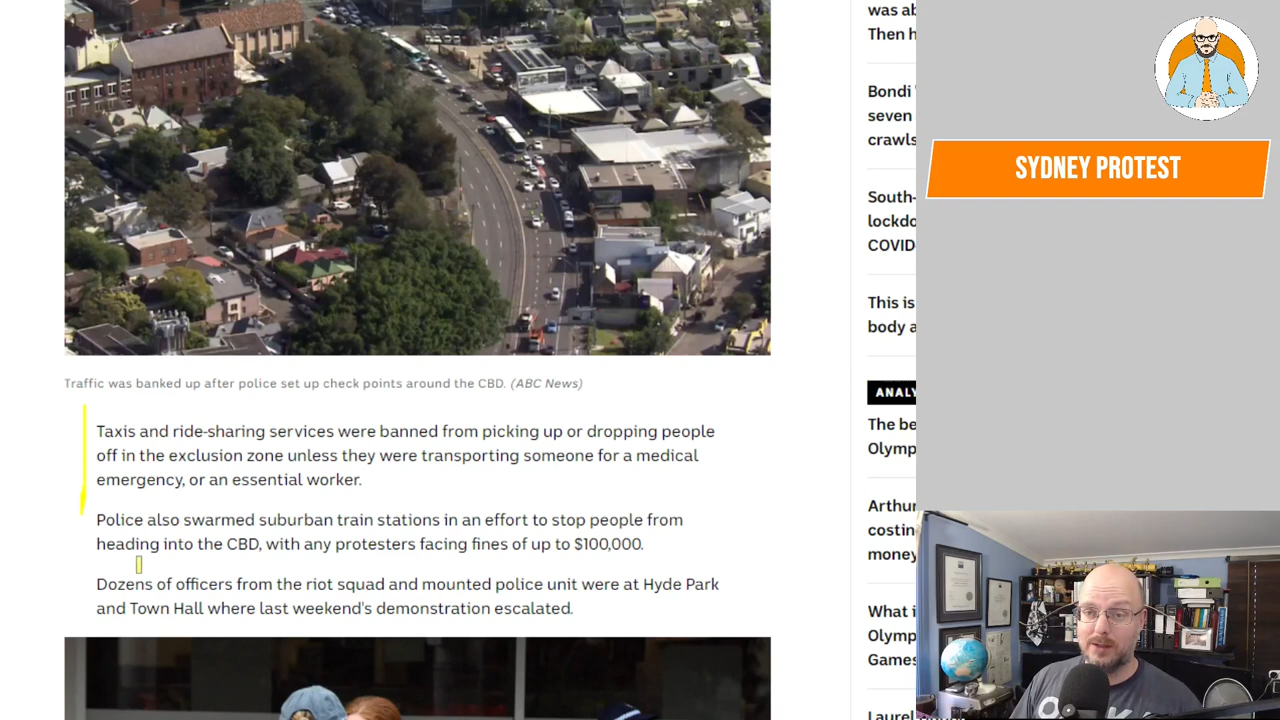 was ab
Then h
Bondi
seven
crawls
SYDNEY PROTEST
South-
lockdo
COVID
This is
body a
Traffic was banked up after police set up check points around the CBD. (ABC News)
ANALY
Taxis and ride-sharing services were banned from picking up or dropping people
off in the exclusion zone unless they were transporting someone for a medical
emergency, or an essential worker.
The be
Olymp
Police also swarmed suburban train stations in an effort to stop people from
heading into the CBD, with any protesters facing fines of up to $100,000.
Arthur
costin
money
Dozens of officers from the riot squad and mounted police unit were at Hyde Park
and Town Hall where last weekend's demonstration escalated.
What i
Olymp
Games
Laurel